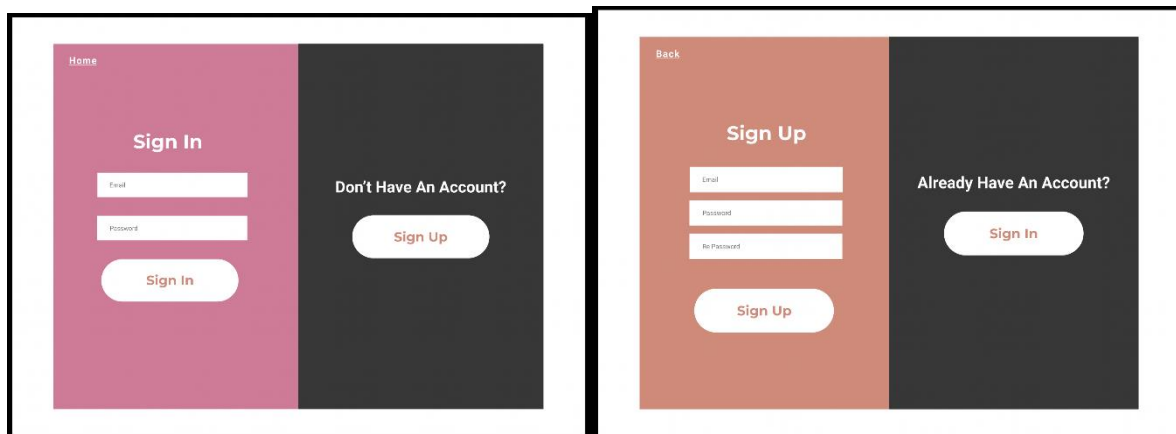 Home
Sign In
Email
Password
Sign In
Don't Have An Account?
Sign Up
Back
Sign Up
Email
Password
Re Password
Sign Up
Already Have An Account?
Sign In